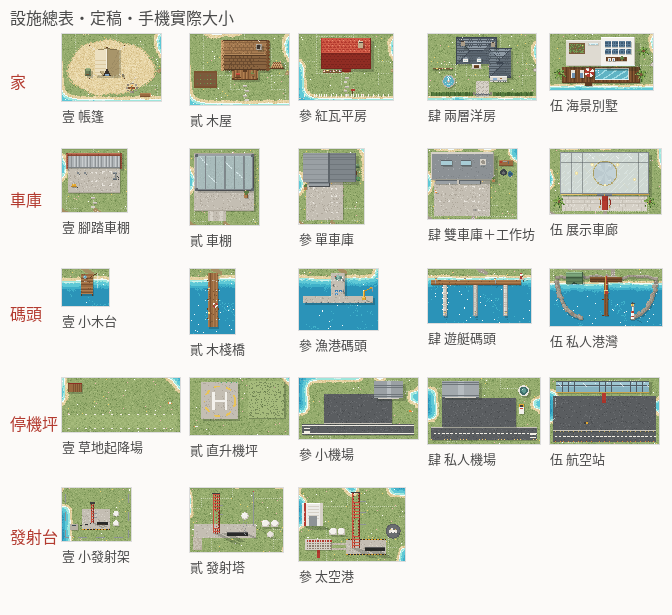 設施總表・定稿・手機實際大小
家
壹 帳篷
貳 木屋
參 紅瓦平房
肆 兩層洋房
伍 海景別墅
車庫
壹 腳踏車棚
貳 車棚
參 單車庫
肆 雙車庫＋工作坊
伍 展示車廊
碼頭
壹 小木台
貳 木棧橋
參 漁港碼頭
肆 遊艇碼頭
伍 私人港灣
停機坪
壹 草地起降場
H
貳 直升機坪
參 小機場
肆 私人機場
伍 航空站
發射台
壹 小發射架
貳 發射塔
參 太空港